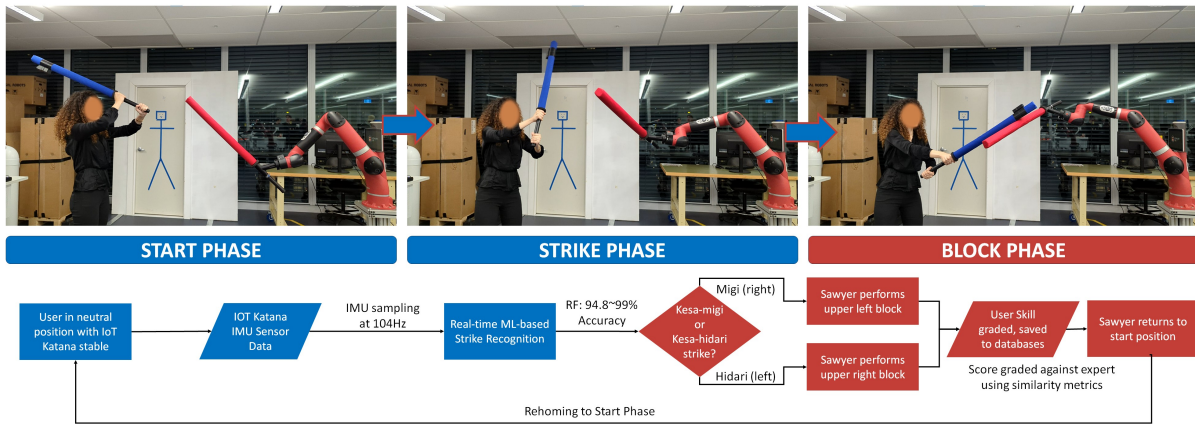 START PHASE
STRIKE PHASE
BLOCK PHASE
User in neutral
position with IoT
Katana stable
IOT Katana
IMU Sensor
Data
IMU sampling
at 104Hz
Real-time ML-based
Strike Recognition
RF: 94.8~99%
Accuracy
Kesa-migi
or
Kesa-hidari
strike?
Migi (right)
Hidari (left)
Sawyer performs
upper left block
Sawyer performs
upper right block
User Skill
graded, saved
to databases
Score graded against expert
using similarity metrics
Sawyer returns to
start position
Rehoming to Start Phase